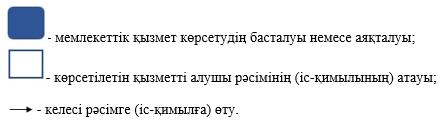 - мемлекеттік қызмет көрсетудің басталуы немесе аяқталуы;
- көрсетілетін қызметті алушы рәсімінің (іс-қимылының) атауы;
- келесі рәсімге (іс-қимылға) өту.